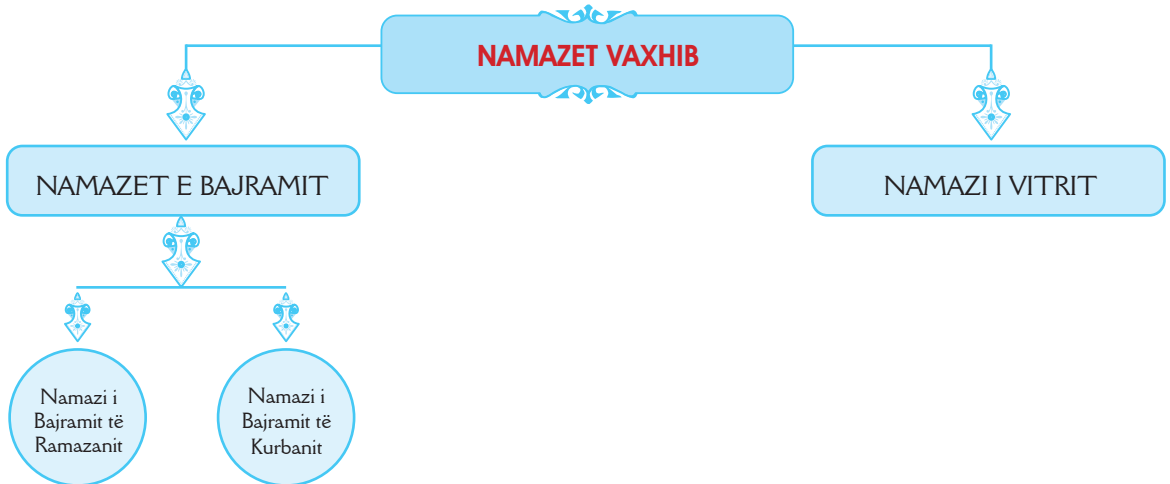 NAMAZET VAXHIB
NAMAZET E BAJRAMIT
NAMAZI I VITRIT
Namazi i
Bajramit të
Ramazanit
Namazi i
Bajramit të
Kurbanit